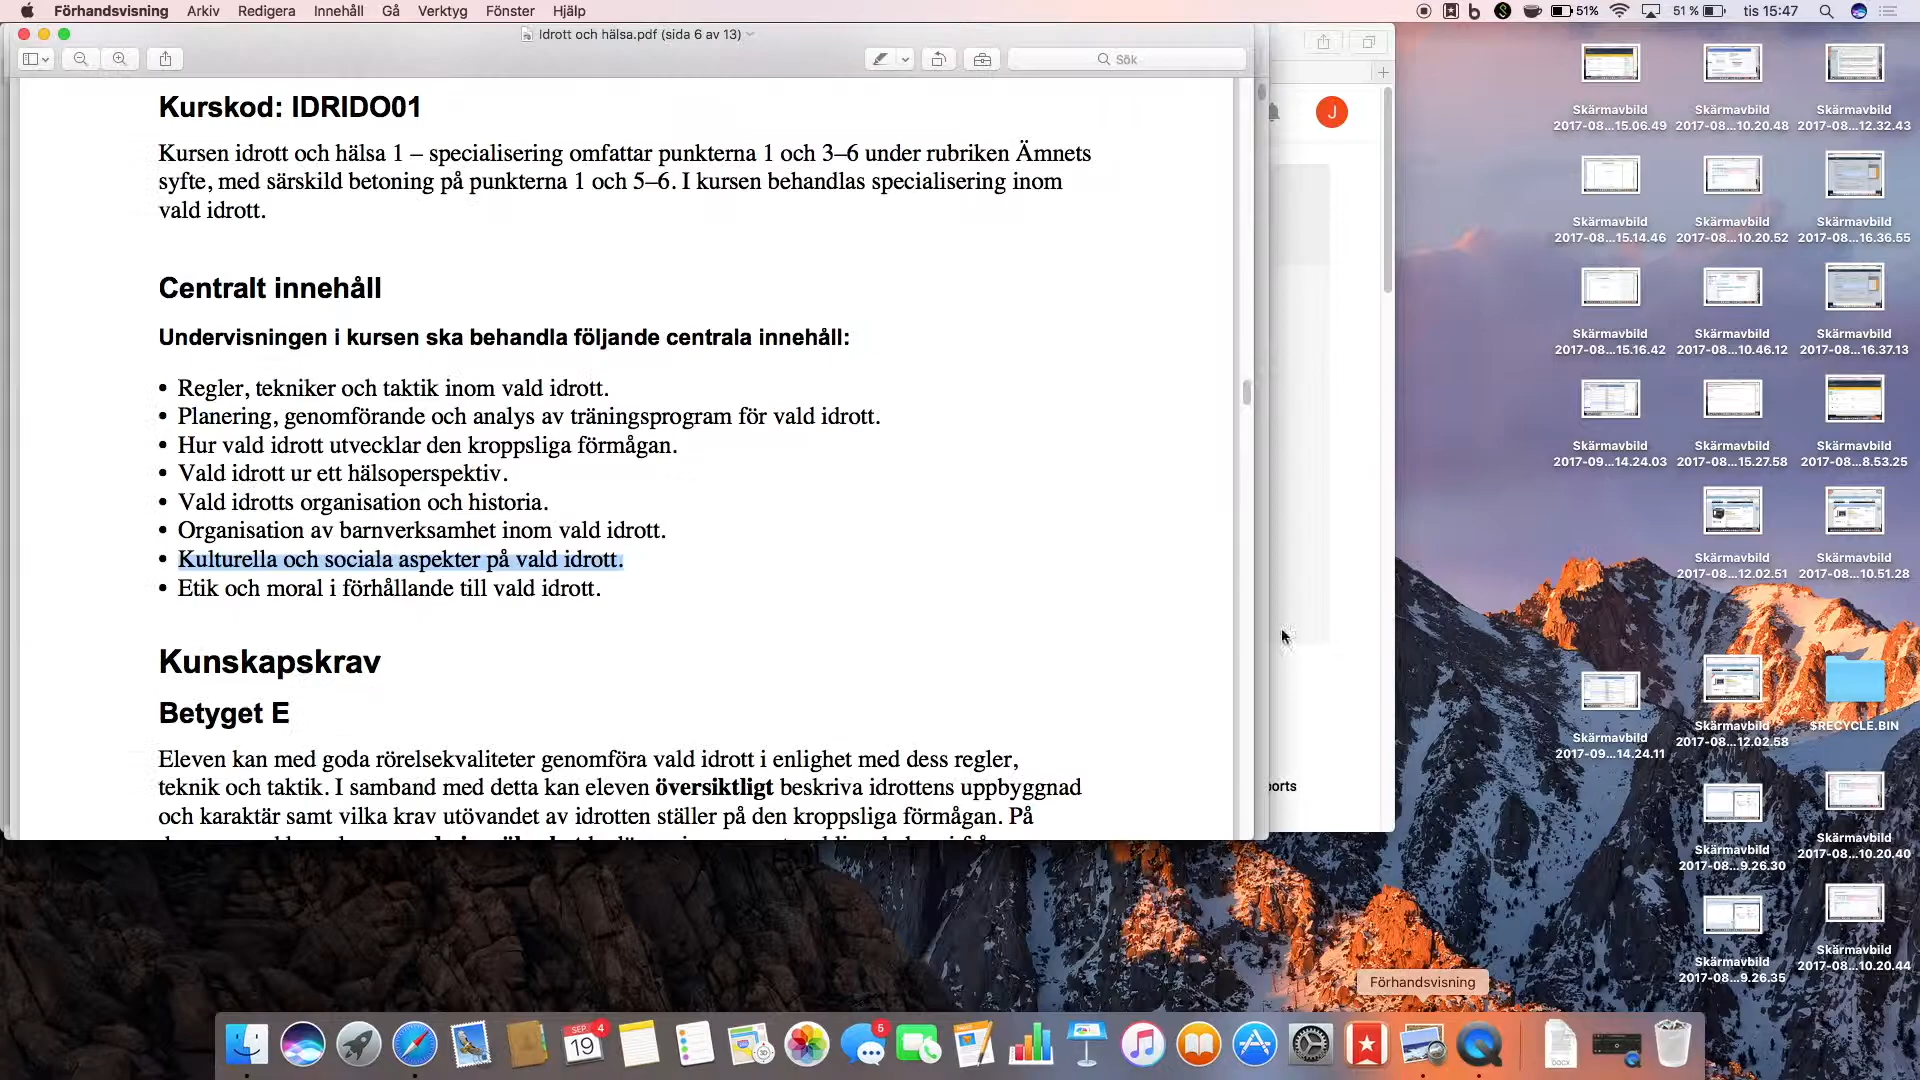 Förhandsvisning Arkiv Redigera Innehåll Gå Verktyg Fönster Hjälp
51% 51 % tis 15:47
Idrott och hälsa.pdf (sida 6 av 13)
Sök
J
Kurskod: IDRIDO01
Kursen idrott och hälsa 1 – specialisering omfattar punkterna 1 och 3–6 under rubriken Ämnets
syfte, med särskild betoning på punkterna 1 och 5–6. I kursen behandlas specialisering inom
vald idrott.
Centralt innehåll
Undervisningen i kursen ska behandla följande centrala innehåll:
• Regler, tekniker och taktik inom vald idrott.
• Planering, genomförande och analys av träningsprogram för vald idrott.
• Hur vald idrott utvecklar den kroppsliga förmågan.
• Vald idrott ur ett hälsoperspektiv.
• Vald idrotts organisation och historia.
• Organisation av barnverksamhet inom vald idrott.
• Kulturella och sociala aspekter på vald idrott.
• Etik och moral i förhållande till vald idrott.
Kunskapskrav
Betyget E
Eleven kan med goda rörelsekvaliteter genomföra vald idrott i enlighet med dess regler,
teknik och taktik. I samband med detta kan eleven översiktligt beskriva idrottens uppbyggnad
och karaktär samt vilka krav utövandet av idrotten ställer på den kroppsliga förmågan. På
orts
Skärmavbild Skärmavbild Skärmavbild
2017-08...15.06.49 2017-08...10.20.48 2017-08...12.32.43
Skärmavbild Skärmavbild Skärmavbild
2017-08...15.14.46 2017-08...10.20.52 2017-08...16.36.55
Skärmavbild Skärmavbild Skärmavbild
2017-08...15.16.42 2017-08...10.46.12 2017-08...16.37.13
Skärmavbild Skärmavbild Skärmavbild
2017-09...14.24.03 2017-08...15.27.58 2017-08...8.53.25
Skärmavbild Skärmavbild
2017-08...12.02.51 2017-08...10.51.28
Skärmavbild Skärmavbild $RECYCLE.BIN
2017-09...14.24.11 2017-08...12.02.58
Skärmavbild Skärmavbild
2017-08...9.26.30 2017-08...10.20.40
Skärmavbild Skärmavbild
2017-08...9.26.35 2017-08...10.20.44
Förhandsvisning
SEP 4
19
5
DOCX